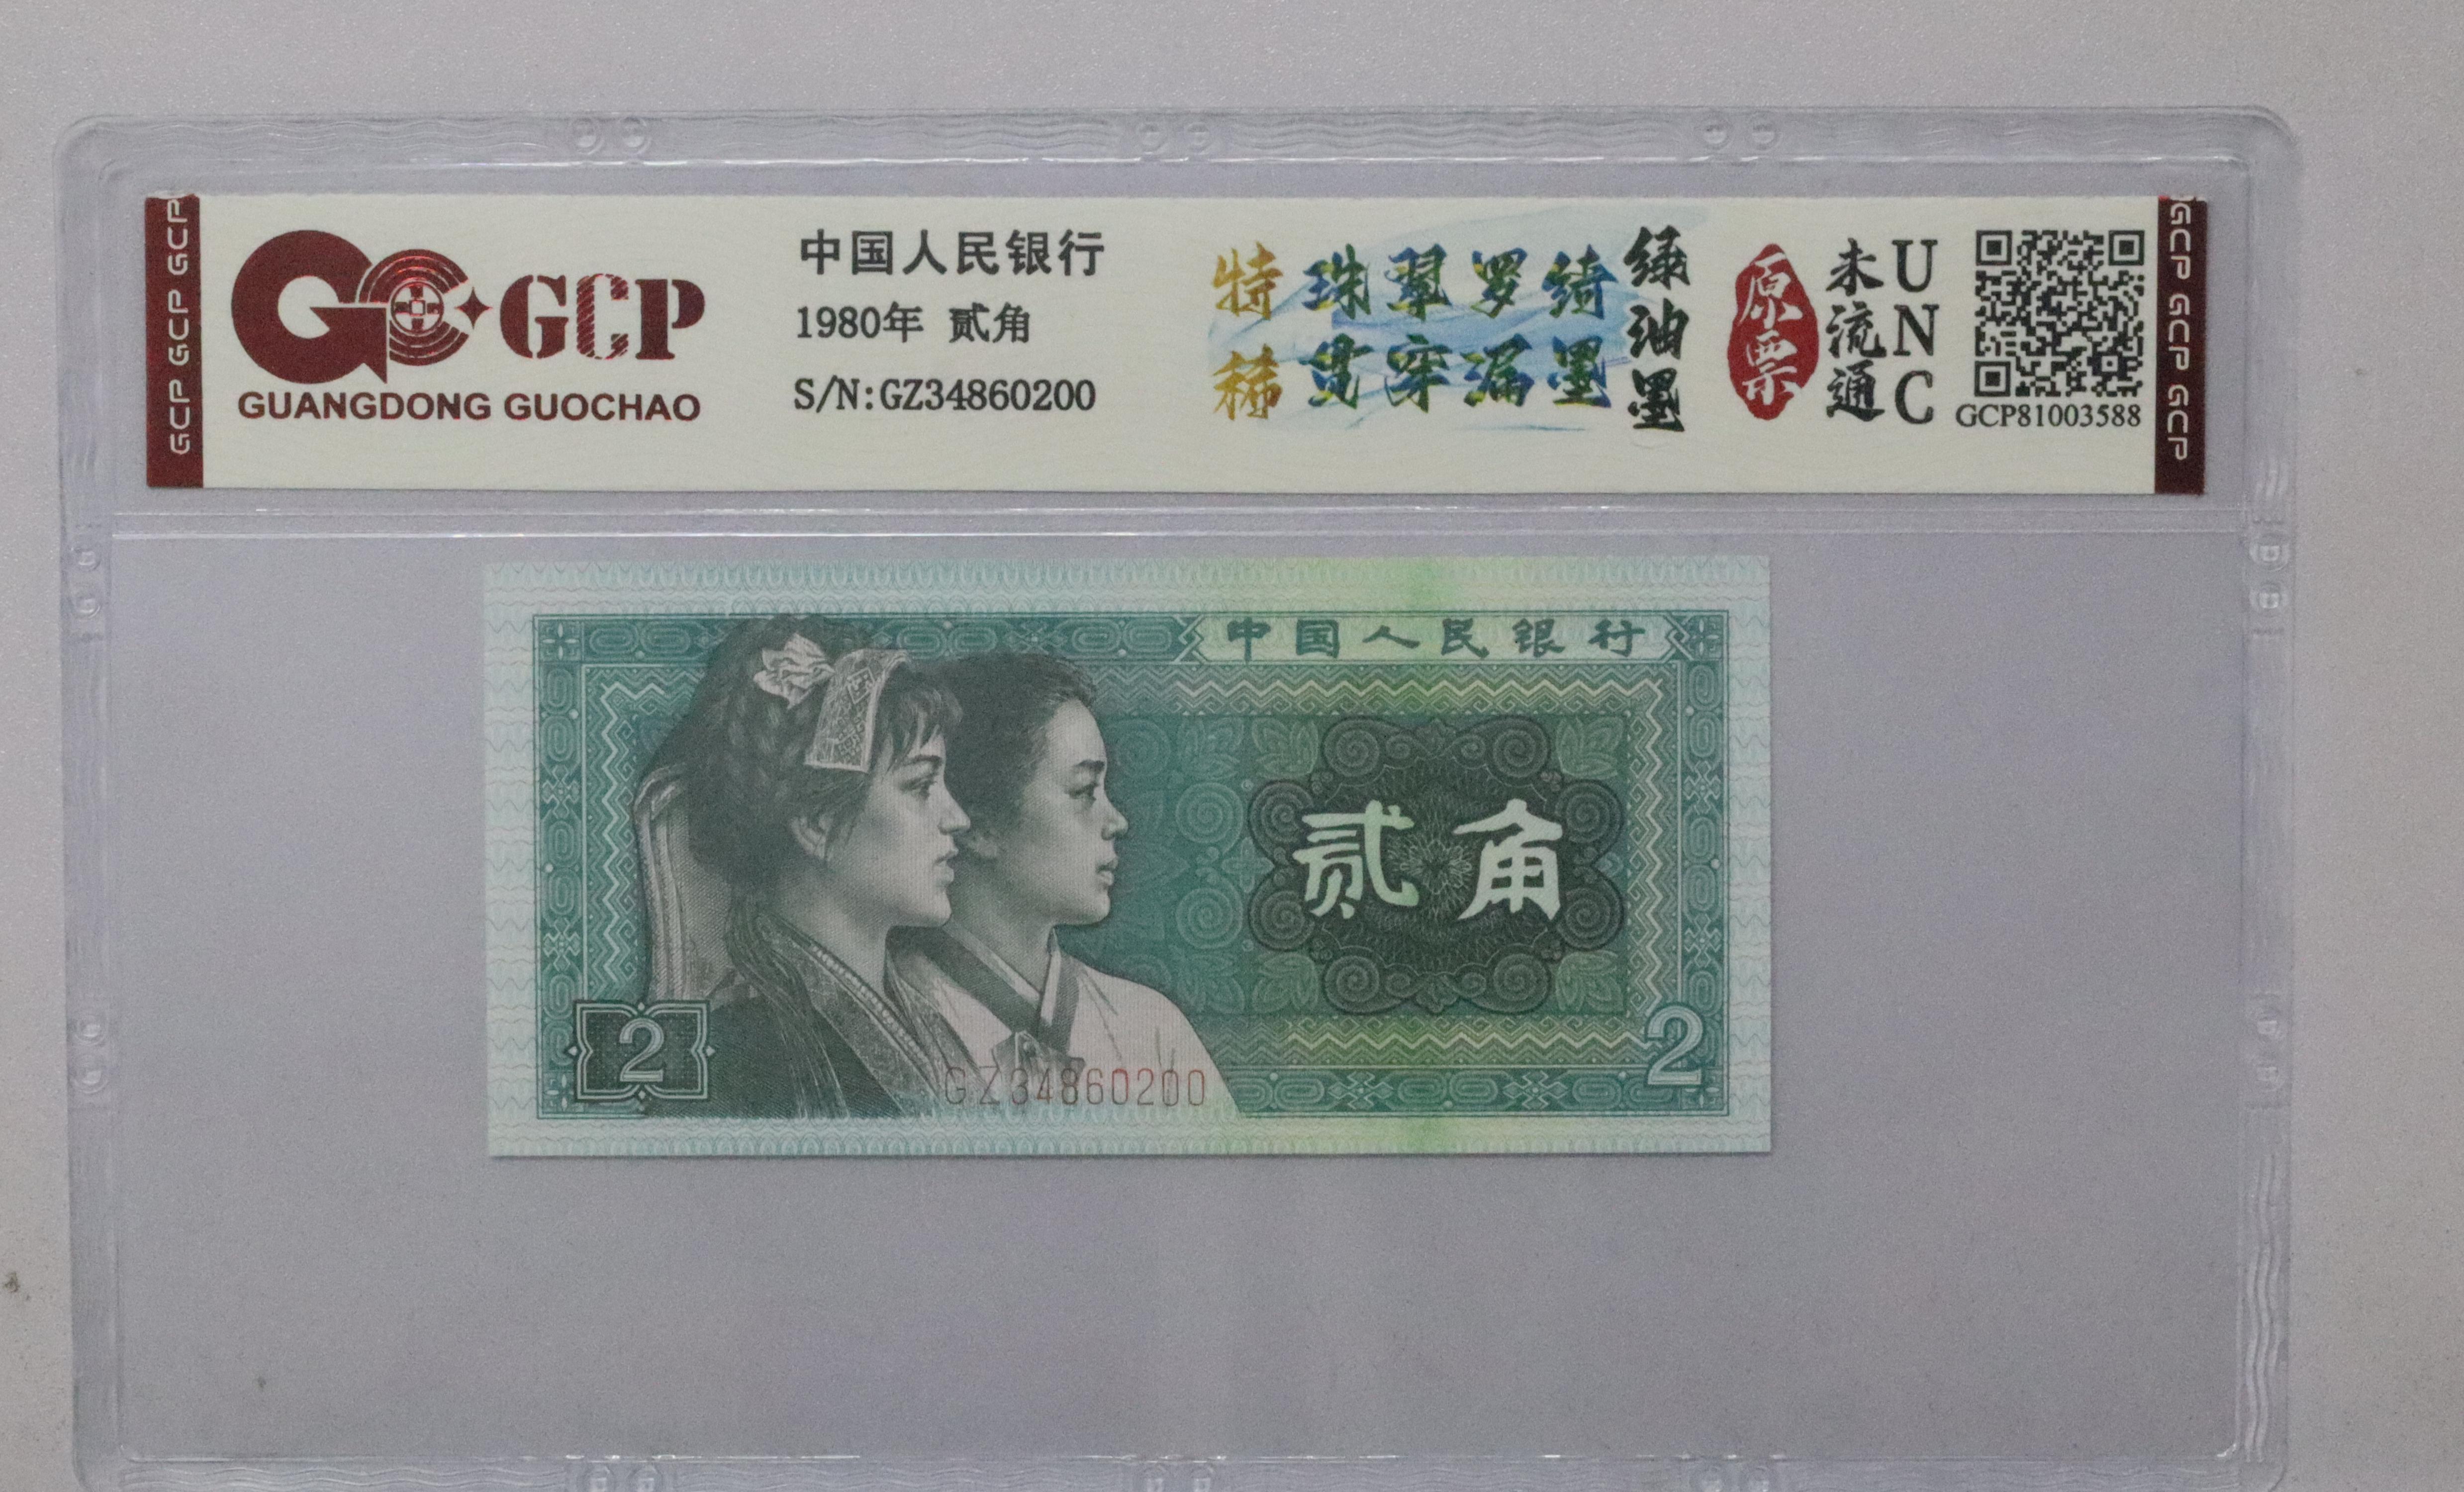 GCP GCP GCP
GCP
GUANGDONG GUOCHAO
中国人民银行
1980年 贰角
S/N:GZ34860200
特稀
珠翠罗绮
贯穿漏墨
绿油墨
原票
未流通
UNC
GCP81003588
GCP GCP GCP
中国人民银行
贰角
2
GZ34860200
2